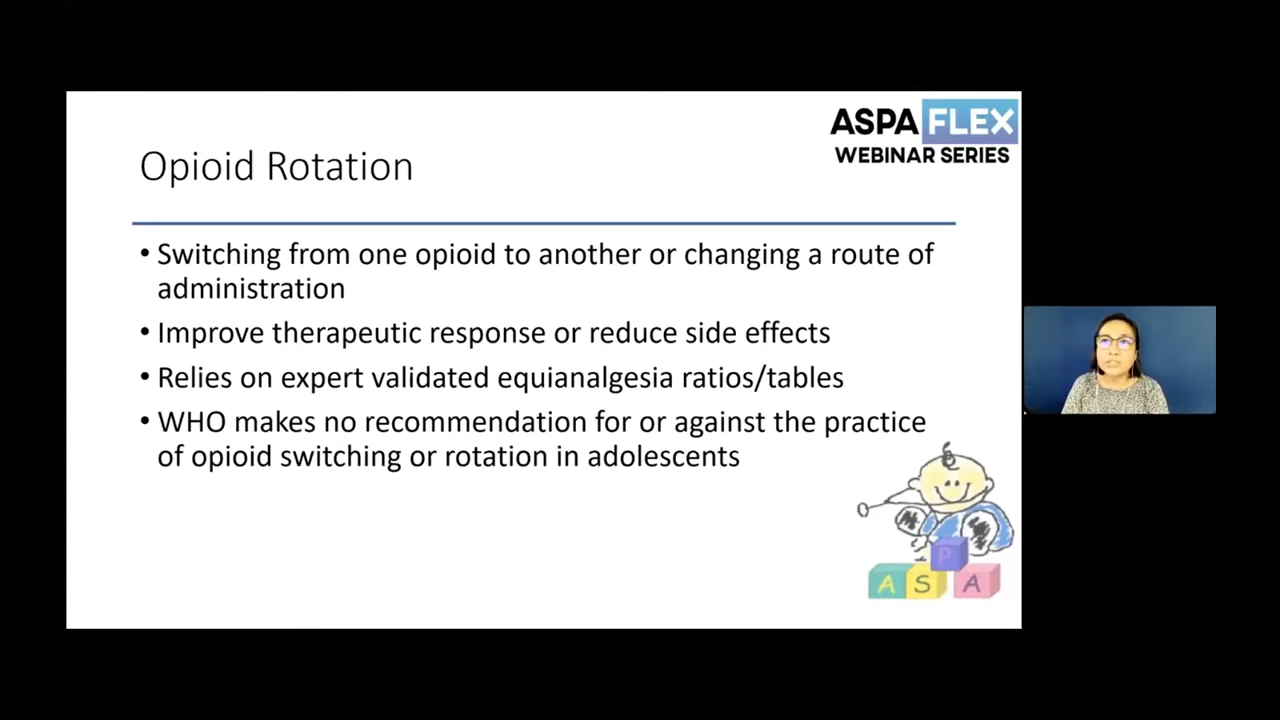 ASPA FLEX
WEBINAR SERIES
Opioid Rotation
• Switching from one opioid to another or changing a route of
administration
• Improve therapeutic response or reduce side effects
• Relies on expert validated equianalgesia ratios/tables
• WHO makes no recommendation for or against the practice
of opioid switching or rotation in adolescents
P
A S A